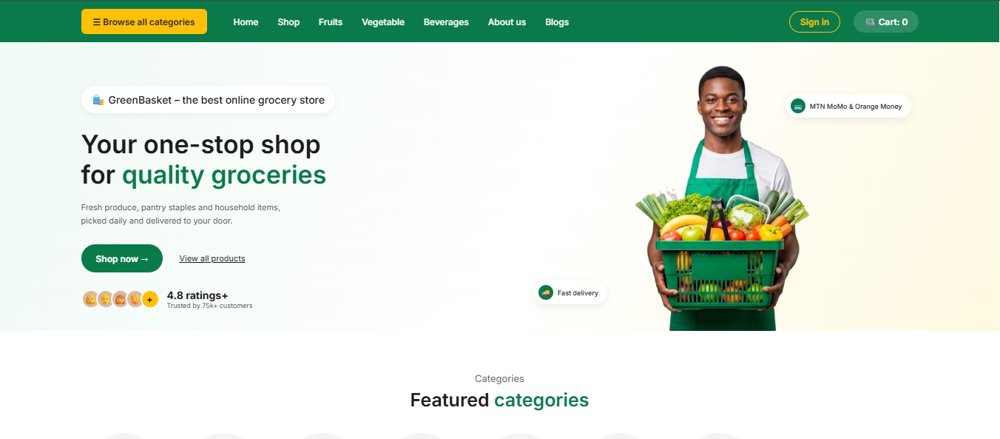 ☰ Browse all categories
Home
Shop
Fruits
Vegetable
Beverages
About us
Blogs
Sign in
Cart: 0
GreenBasket – the best online grocery store
Your one-stop shop
for quality groceries
MTN MoMo & Orange Money
Fresh produce, pantry staples and household items,
picked daily and delivered to your door.
Shop now →
View all products
+
4.8 ratings+
Trusted by 75k+ customers
Fast delivery
Categories
Featured categories